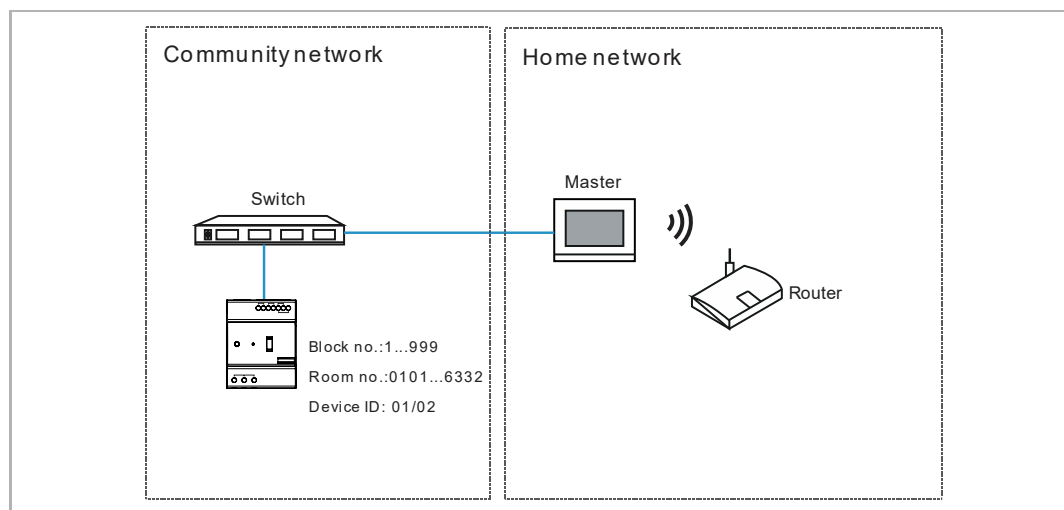 Community network
Home network
Master
Switch
Router
Block no.:1...999
Room no.:0101...6332
Device ID: 01/02